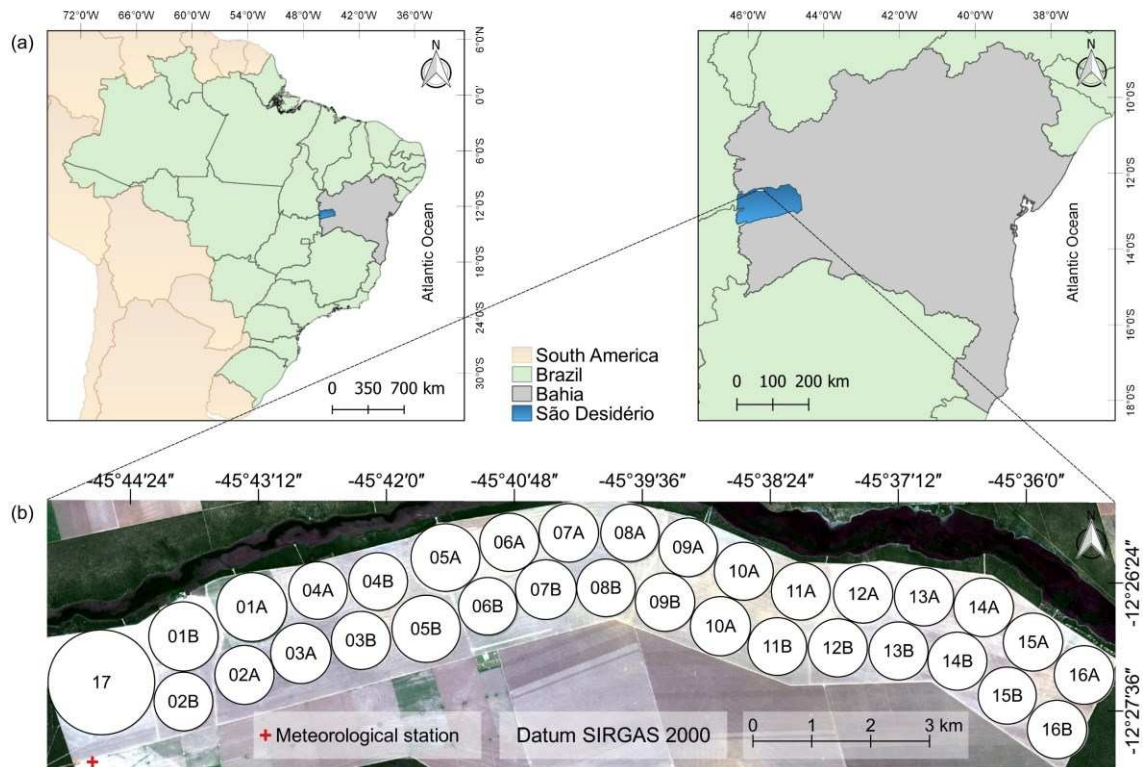 72°0'W 66°0'W 60°0'W 54°0'W 48°0'W 42°0'W 36°0'W
46°0'W 44°0'W 42°0'W 40°0'W 38°0'W
(a)
N
N
6°0'N
0°0'
6°0'S
12°0'S
18°0'S
24°0'S
30°0'S
Atlantic Ocean
10°0'S
12°0'S
14°0'S
16°0'S
18°0'S
Atlantic Ocean
South America
Brazil
Bahia
São Desidério
0 350 700 km
0 100 200 km
-45°44'24" -45°43'12" -45°42'0" -45°40'48" -45°39'36" -45°38'24" -45°37'12" -45°36'0"
(b)
N
07A 08A
06A 09A
05A 10A
04B 07B 08B
04A 06B 09B 11A 12A 13A
01A 14A
01B 03B 05B 10A 15A
03A 11B 12B 13B
02A 14B 16A
17 02B 15B
16B
-12°26'24"
-12°27'36"
Meteorological station
Datum SIRGAS 2000
0 1 2 3 km